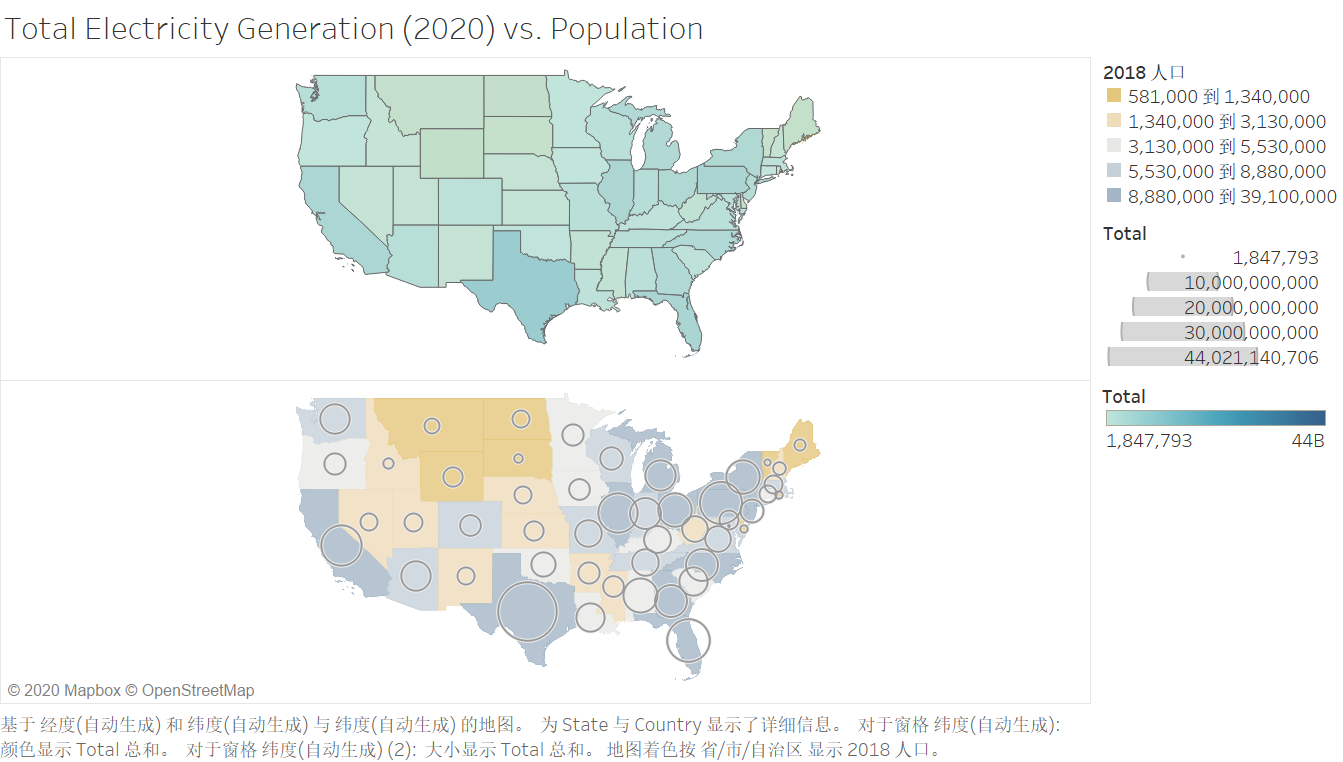 Total Electricity Generation (2020) vs. Population
2018 人口
581,000 到 1,340,000
1,340,000 到 3,130,000
3,130,000 到 5,530,000
5,530,000 到 8,880,000
8,880,000 到 39,100,000
Total
1,847,793
10,000,000,000
20,000,000,000
30,000,000,000
44,021,140,706
Total
1,847,793 44B
© 2020 Mapbox © OpenStreetMap
基于 经度(自动生成) 和 纬度(自动生成) 与 纬度(自动生成) 的地图。 为 State 与 Country 显示了详细信息。 对于窗格 纬度(自动生成):
颜色显示 Total 总和。 对于窗格 纬度(自动生成) (2): 大小显示 Total 总和。 地图着色按 省/市/自治区 显示 2018 人口。